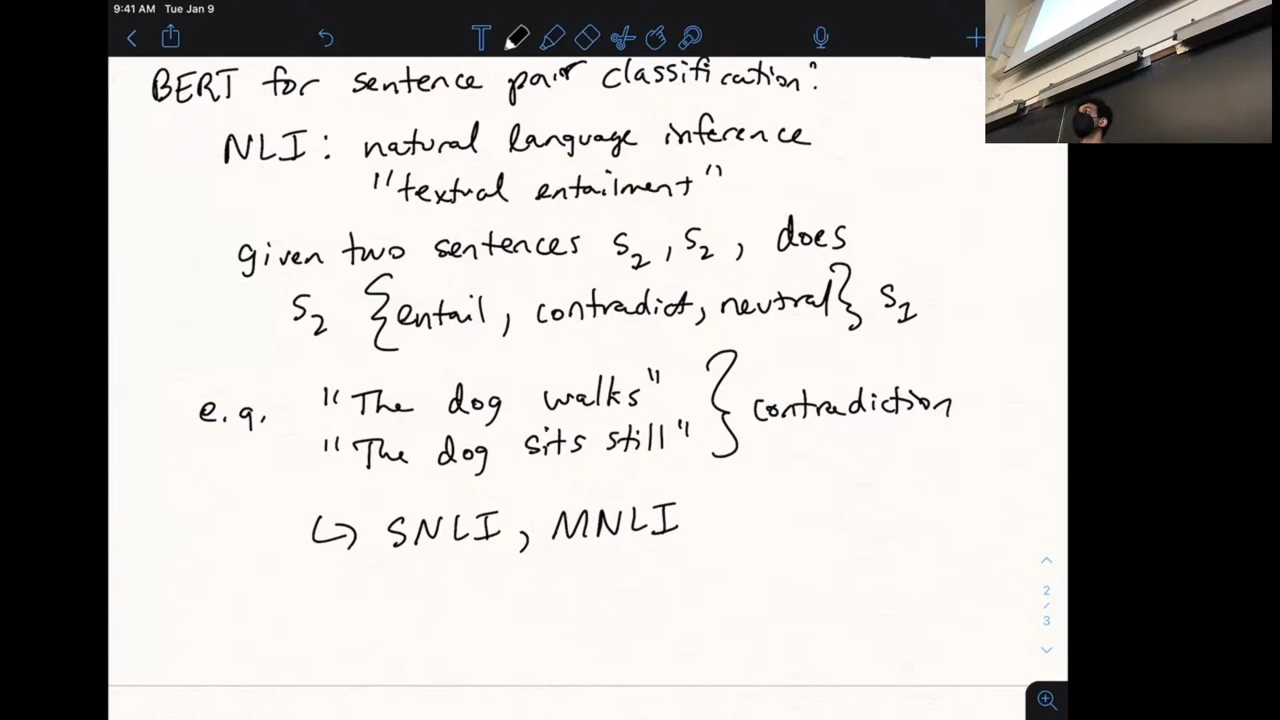 9:41 AM Tue Jan 9
BERT for sentence pair classification:
NLI: natural language inference
"textual entailment"
given two sentences s₂, s₂, does
s₂ {entail, contradict, neutral} s₁
e.g. "The dog walks" } contradiction
"The dog sits still"
↳ SNLI, MNLI
2
/
3